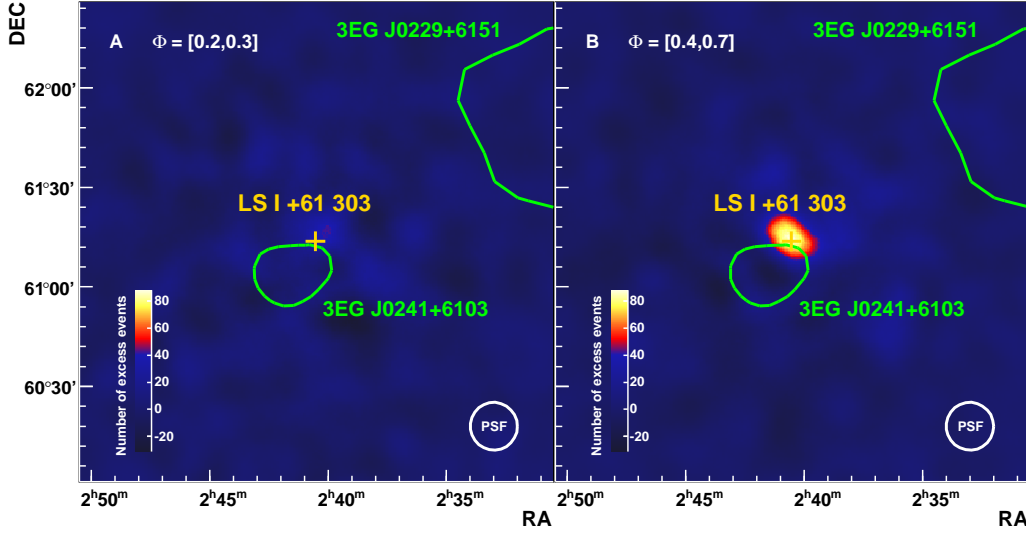 DEC
A Φ = [0.2,0.3]
3EG J0229+6151
62°00’
61°30’
61°00’
60°30’
LS I +61 303
3EG J0241+6103
Number of excess events
80
60
40
20
0
-20
PSF
2ʰ50ᵐ 2ʰ45ᵐ 2ʰ40ᵐ 2ʰ35ᵐ
RA
B Φ = [0.4,0.7]
3EG J0229+6151
LS I +61 303
3EG J0241+6103
Number of excess events
80
60
40
20
0
-20
PSF
2ʰ50ᵐ 2ʰ45ᵐ 2ʰ40ᵐ 2ʰ35ᵐ
RA